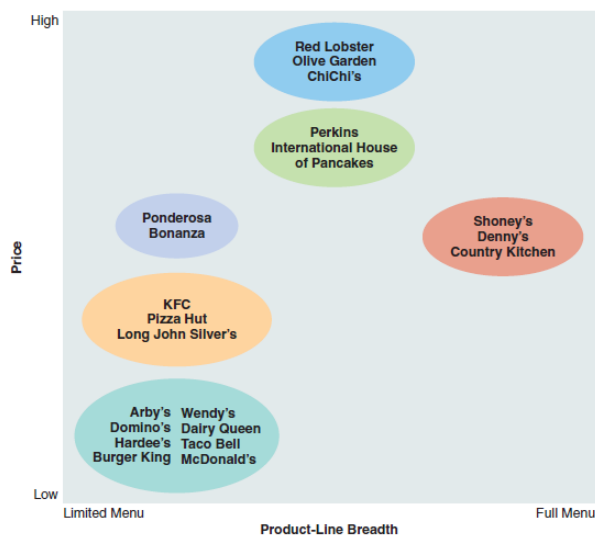 High
Red Lobster
Olive Garden
ChiChi's
Perkins
International House
of Pancakes
Ponderosa
Bonanza
Shoney's
Denny's
Country Kitchen
Price
KFC
Pizza Hut
Long John Silver's
Arby's Wendy's
Domino's Dairy Queen
Hardee's Taco Bell
Burger King McDonald's
Low
Limited Menu Full Menu
Product-Line Breadth